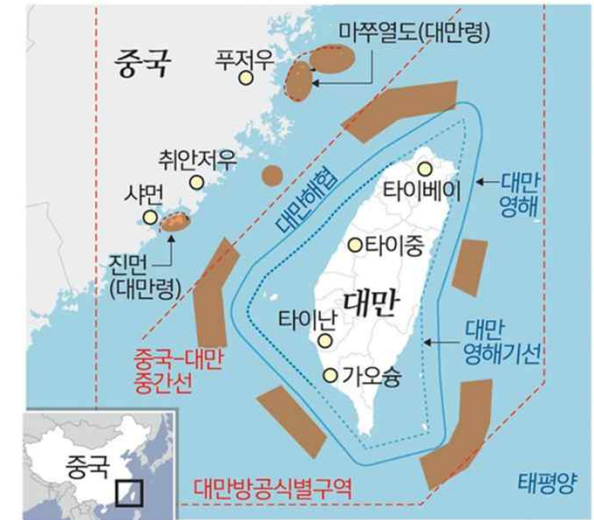 마쭈열도(대만령)
중국
푸저우
취안저우
샤먼
진먼
(대만령)
대만해협
타이베이
대만
영해
타이중
대만
타이난
대만
영해기선
가오슝
중국-대만
중간선
중국
대만방공식별구역
태평양